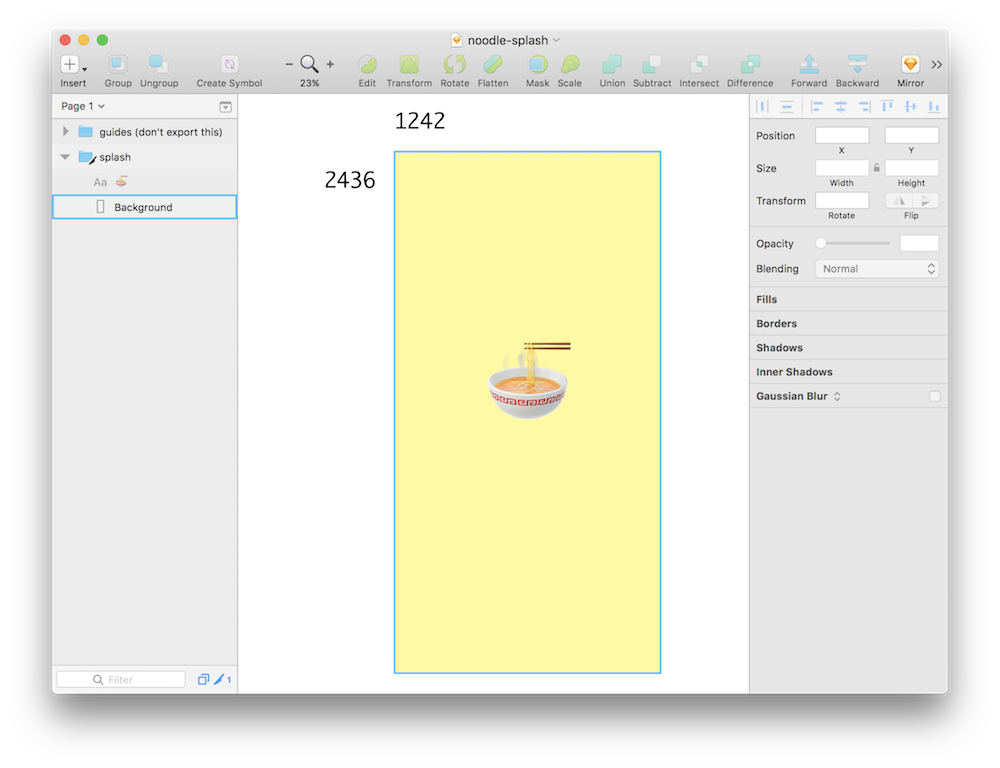 noodle-splash
Insert Group Ungroup Create Symbol 23% Edit Transform Rotate Flatten Mask Scale Union Subtract Intersect Difference Forward Backward Mirror
Page 1
guides (don't export this)
splash
Aa
Background
Filter
1
1242
2436
Position
X Y
Size
Width Height
Transform
Rotate Flip
Opacity
Blending Normal
Fills
Borders
Shadows
Inner Shadows
Gaussian Blur